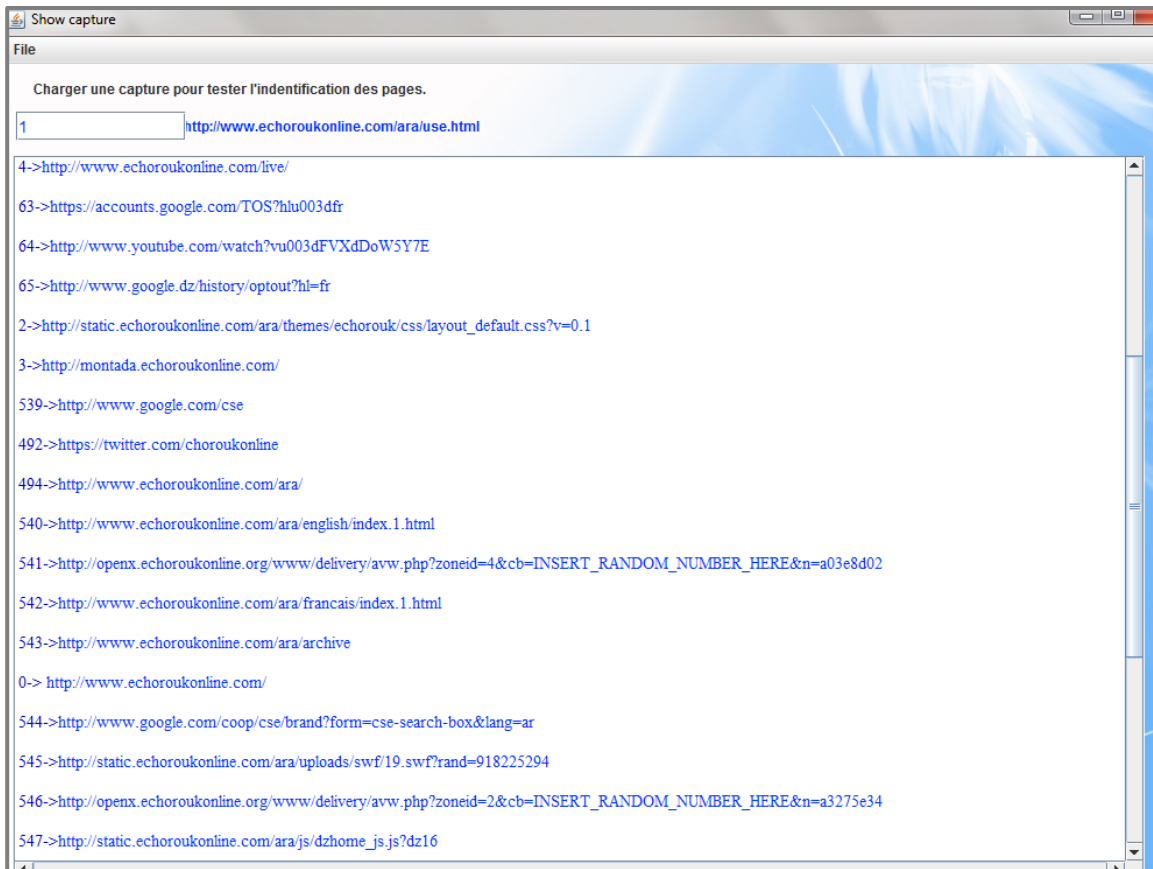 Show capture
File
Charger une capture pour tester l'indentification des pages.
1 http://www.echoroukonline.com/ara/use.html
4->http://www.echoroukonline.com/live/
63->https://accounts.google.com/TOS?hlu003dfr
64->http://www.youtube.com/watch?vu003dFVXdDoW5Y7E
65->http://www.google.dz/history/optout?hl=fr
2->http://static.echoroukonline.com/ara/themes/echorouk/css/layout_default.css?v=0.1
3->http://montada.echoroukonline.com/
539->http://www.google.com/cse
492->https://twitter.com/choroukonline
494->http://www.echoroukonline.com/ara/
540->http://www.echoroukonline.com/ara/english/index.1.html
541->http://openx.echoroukonline.org/www/delivery/avw.php?zoneid=4&cb=INSERT_RANDOM_NUMBER_HERE&n=a03e8d02
542->http://www.echoroukonline.com/ara/francais/index.1.html
543->http://www.echoroukonline.com/ara/archive
0-> http://www.echoroukonline.com/
544->http://www.google.com/coop/cse/brand?form=cse-search-box&lang=ar
545->http://static.echoroukonline.com/ara/uploads/swf/19.swf?rand=918225294
546->http://openx.echoroukonline.org/www/delivery/avw.php?zoneid=2&cb=INSERT_RANDOM_NUMBER_HERE&n=a3275e34
547->http://static.echoroukonline.com/ara/js/dzhome_js.js?dz16